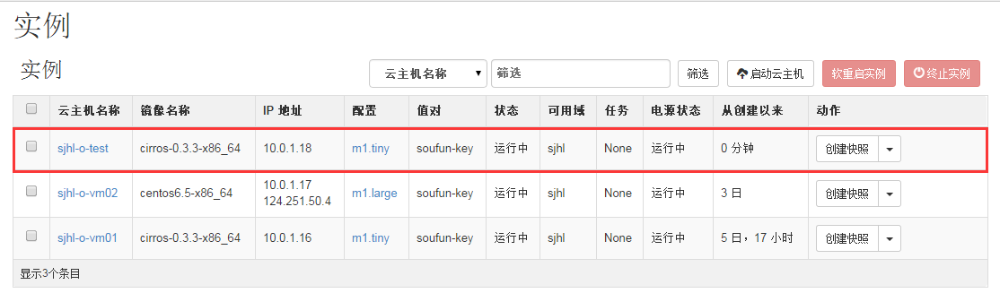 实例
实例
云主机名称 筛选 筛选 启动云主机 软重启实例 终止实例
云主机名称 镜像名称 IP 地址 配置 值对 状态 可用域 任务 电源状态 从创建以来 动作
sjhl-o-test cirros-0.3.3-x86_64 10.0.1.18 m1.tiny soufun-key 运行中 sjhl None 运行中 0 分钟 创建快照
sjhl-o-vm02 centos6.5-x86_64 10.0.1.17 m1.large soufun-key 运行中 sjhl None 运行中 3 日 创建快照
124.251.50.4
sjhl-o-vm01 cirros-0.3.3-x86_64 10.0.1.16 m1.tiny soufun-key 运行中 sjhl None 运行中 5 日，17 小时 创建快照
显示3个条目